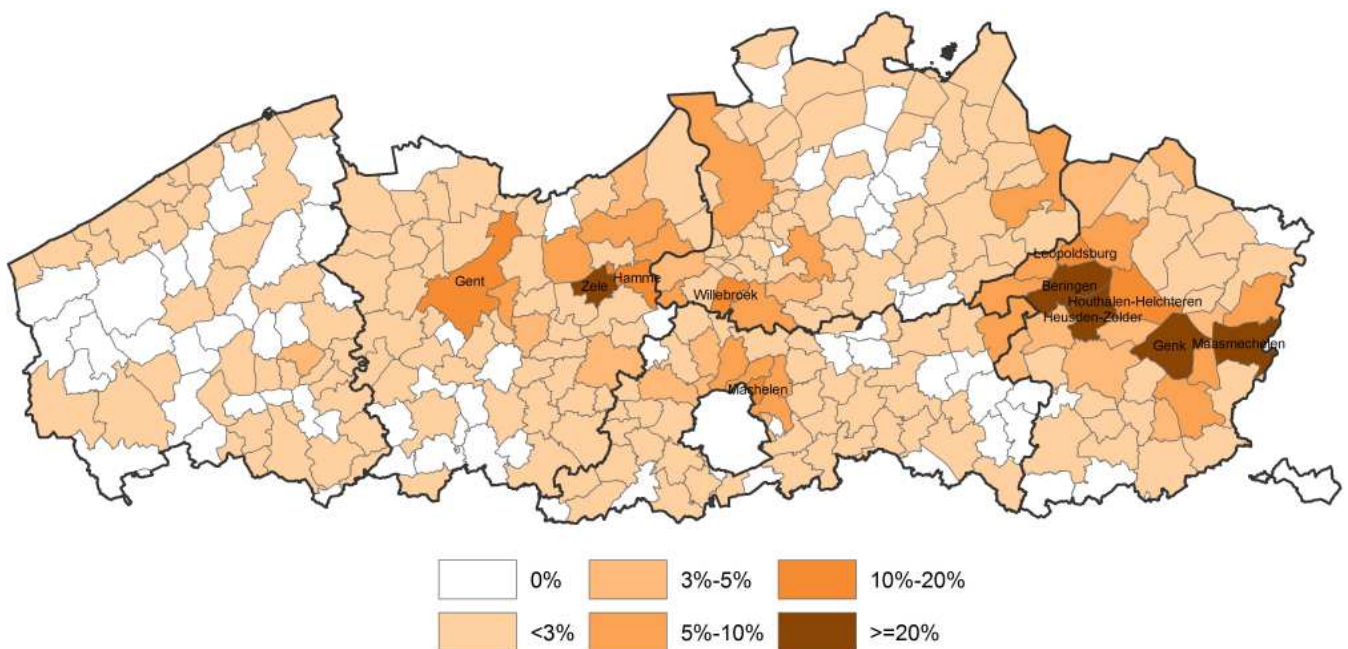 Leopoldsburg
Beringen
Gent
Zele
Hamme
Willebroek
Houthalen-Helchteren
Heusden-Zolder
Genk
Maasmechelen
Machelen
0%
3%-5%
10%-20%
<3%
5%-10%
>=20%